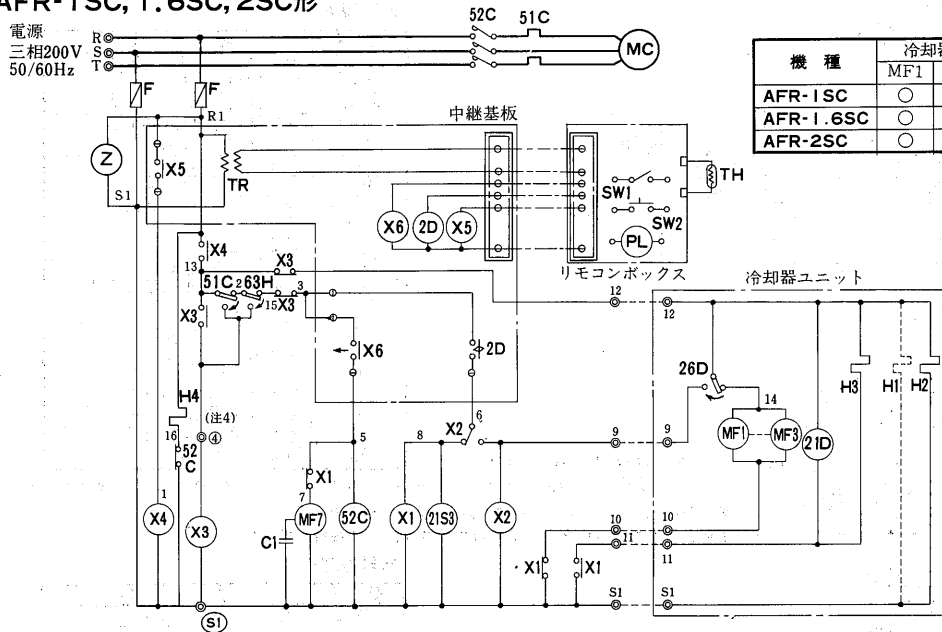 AFR-1SC, 1.6SC, 2SC形
電源
三相200V
50/60Hz
R
S
T
52C
51C
MC
F
F
R1
中継基板
機種
冷却器
MF1
AFR-1SC
○
AFR-1.6SC
○
AFR-2SC
○
Z
X5
TR
S1
X6
2D
X5
SW1
SW2
PL
TH
リモコンボックス
冷却器ユニット
X4
13
X3
51C
2
63H
15
X3
3
12
12
X3
X6
2D
26D
H3
H1
H2
H4
(注4)
④
6
X2
16
52
C
5
8
9
9
14
MF1
MF3
21D
X1
7
1
X4
X3
MF7
52C
X1
21S3
X2
C1
10
10
11
11
X1
X1
S1
S1
S1